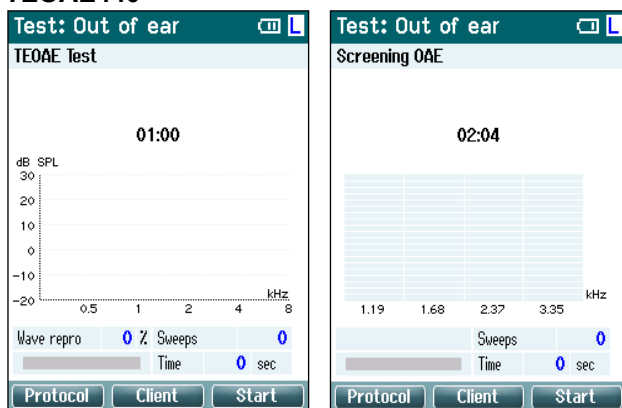 Test: Out of ear L
TEOAE Test
01:00
dB SPL
30
20
10
0
-10
-20
kHz
0.5 1 2 4 8
Wave repro 0 % Sweeps 0
Time 0 sec
Protocol Client Start
Test: Out of ear L
Screening OAE
02:04
kHz
1.19 1.68 2.37 3.35
Sweeps 0
Time 0 sec
Protocol Client Start